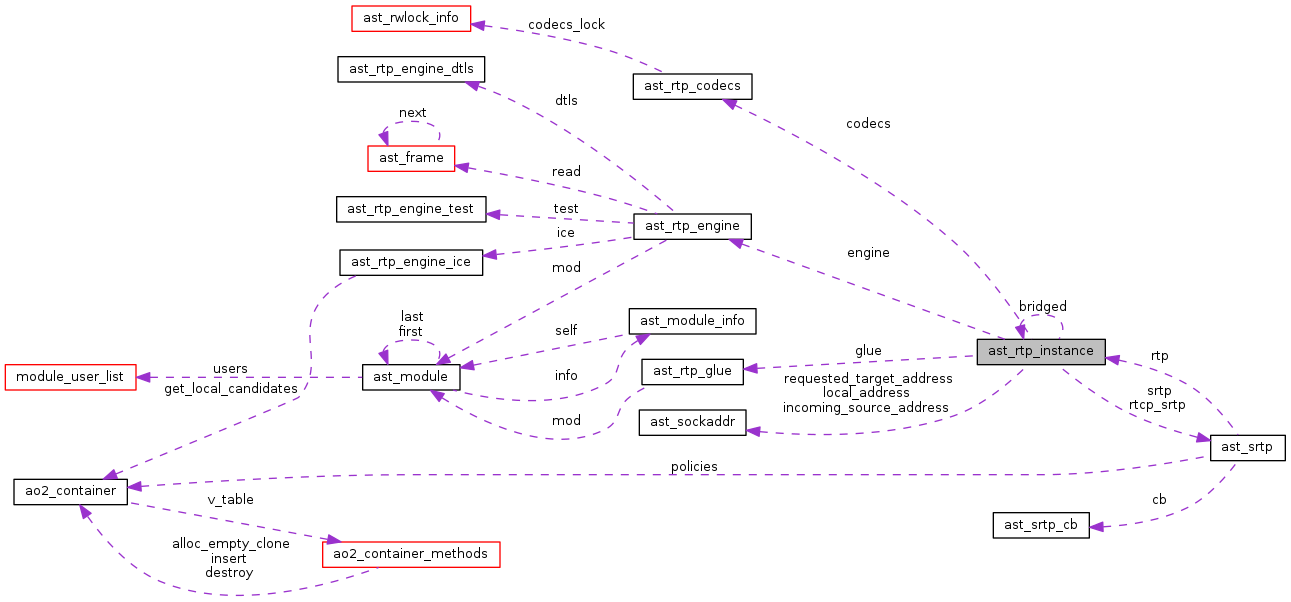 ast_rwlock_info
codecs_lock
ast_rtp_engine_dtls
ast_rtp_codecs
dtls
next
codecs
ast_frame
read
ast_rtp_engine_test
test
ast_rtp_engine
ice
ast_rtp_engine_ice
mod
engine
bridged
last
first
self
ast_module_info
ast_rtp_instance
glue
rtp
users
module_user_list
ast_module
info
ast_rtp_glue
get_local_candidates
requested_target_address
local_address
incoming_source_address
srtp
rtcp_srtp
mod
ast_sockaddr
ast_srtp
policies
ao2_container
v_table
cb
ast_srtp_cb
alloc_empty_clone
insert
destroy
ao2_container_methods